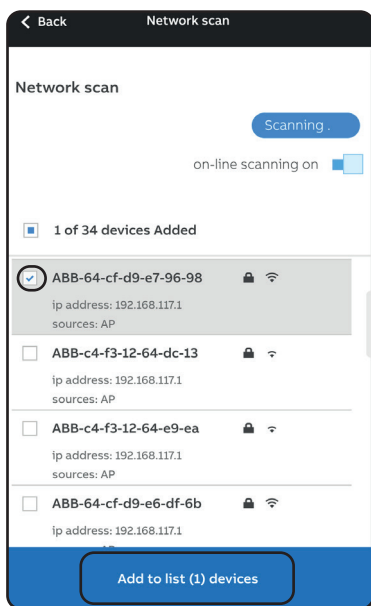 Back
Network scan
Network scan
Scanning .
on-line scanning on
1 of 34 devices Added
ABB-64-cf-d9-e7-96-98
ip address: 192.168.117.1
sources: AP
ABB-c4-f3-12-64-dc-13
ip address: 192.168.117.1
sources: AP
ABB-c4-f3-12-64-e9-ea
ip address: 192.168.117.1
sources: AP
ABB-64-cf-d9-e6-df-6b
ip address: 192.168.117.1
Add to list (1) devices